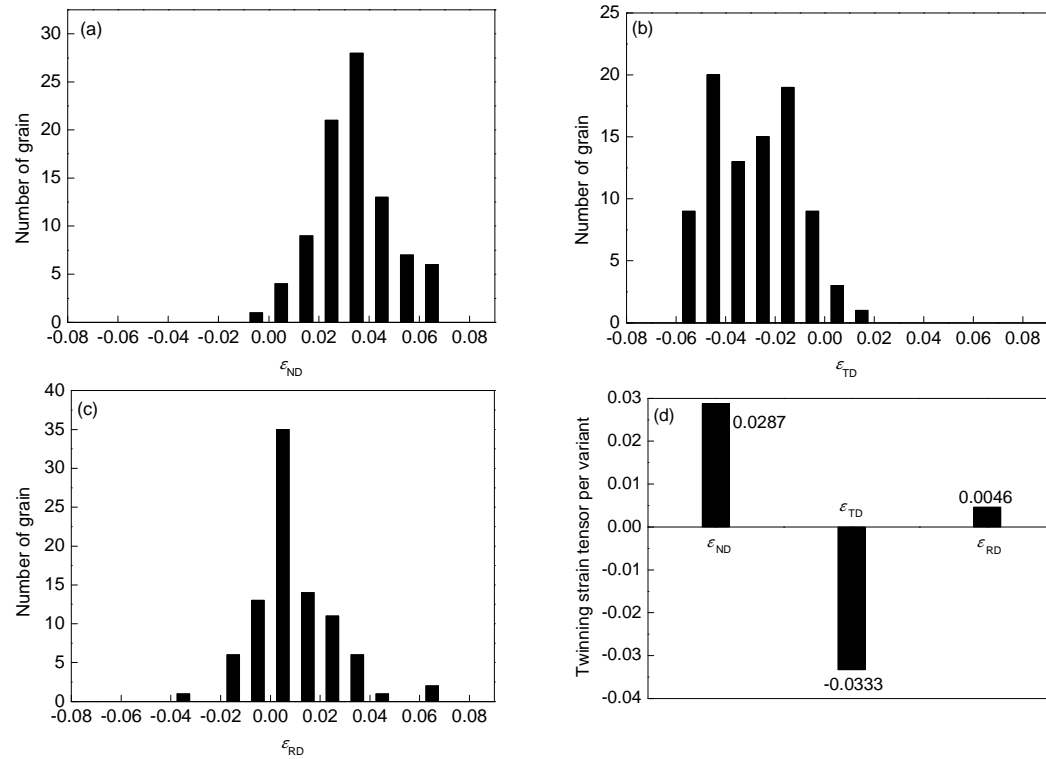 (a)
Number of grain
30
25
20
15
10
5
0
-0.08 -0.06 -0.04 -0.02 0.00 0.02 0.04 0.06 0.08
εND
(b)
Number of grain
25
20
15
10
5
0
-0.08 -0.06 -0.04 -0.02 0.00 0.02 0.04 0.06 0.08
εTD
(c)
Number of grain
40
35
30
25
20
15
10
5
0
-0.08 -0.06 -0.04 -0.02 0.00 0.02 0.04 0.06 0.08
εRD
(d)
Twinning strain tensor per variant
0.03
0.02
0.01
0.00
-0.01
-0.02
-0.03
-0.04
0.0287
εND
εTD
-0.0333
0.0046
εRD